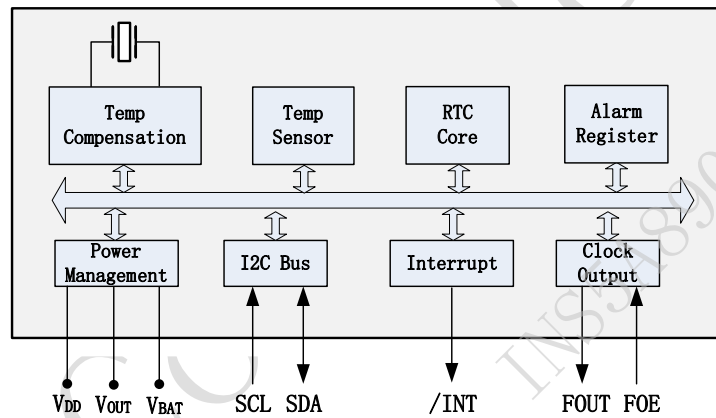 Temp
Compensation
Temp
Sensor
RTC
Core
Alarm
Register
Power
Management
I2C Bus
Interrupt
Clock
Output
VDD VOUT VBAT SCL SDA /INT FOUT FOE
INS5A890